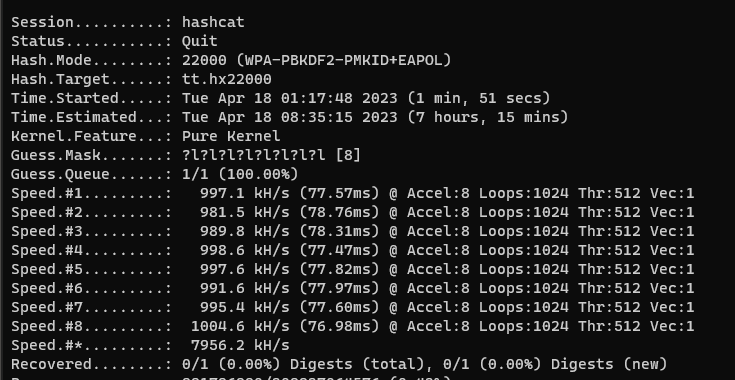 Session..........: hashcat
Status...........: Quit
Hash.Mode........: 22000 (WPA-PBKDF2-PMKID+EAPOL)
Hash.Target......: tt.hx22000
Time.Started.....: Tue Apr 18 01:17:48 2023 (1 min, 51 secs)
Time.Estimated...: Tue Apr 18 08:35:15 2023 (7 hours, 15 mins)
Kernel.Feature...: Pure Kernel
Guess.Mask.......: ?l?l?l?l?l?l?l?l [8]
Guess.Queue......: 1/1 (100.00%)
Speed.#1.........:   997.1 kH/s (77.57ms) @ Accel:8 Loops:1024 Thr:512 Vec:1
Speed.#2.........:   981.5 kH/s (78.76ms) @ Accel:8 Loops:1024 Thr:512 Vec:1
Speed.#3.........:   989.8 kH/s (78.31ms) @ Accel:8 Loops:1024 Thr:512 Vec:1
Speed.#4.........:   998.6 kH/s (77.47ms) @ Accel:8 Loops:1024 Thr:512 Vec:1
Speed.#5.........:   997.6 kH/s (77.82ms) @ Accel:8 Loops:1024 Thr:512 Vec:1
Speed.#6.........:   991.6 kH/s (77.97ms) @ Accel:8 Loops:1024 Thr:512 Vec:1
Speed.#7.........:   995.4 kH/s (77.60ms) @ Accel:8 Loops:1024 Thr:512 Vec:1
Speed.#8.........:  1004.6 kH/s (76.98ms) @ Accel:8 Loops:1024 Thr:512 Vec:1
Speed.#*.........:  7956.2 kH/s
Recovered........: 0/1 (0.00%) Digests (total), 0/1 (0.00%) Digests (new)